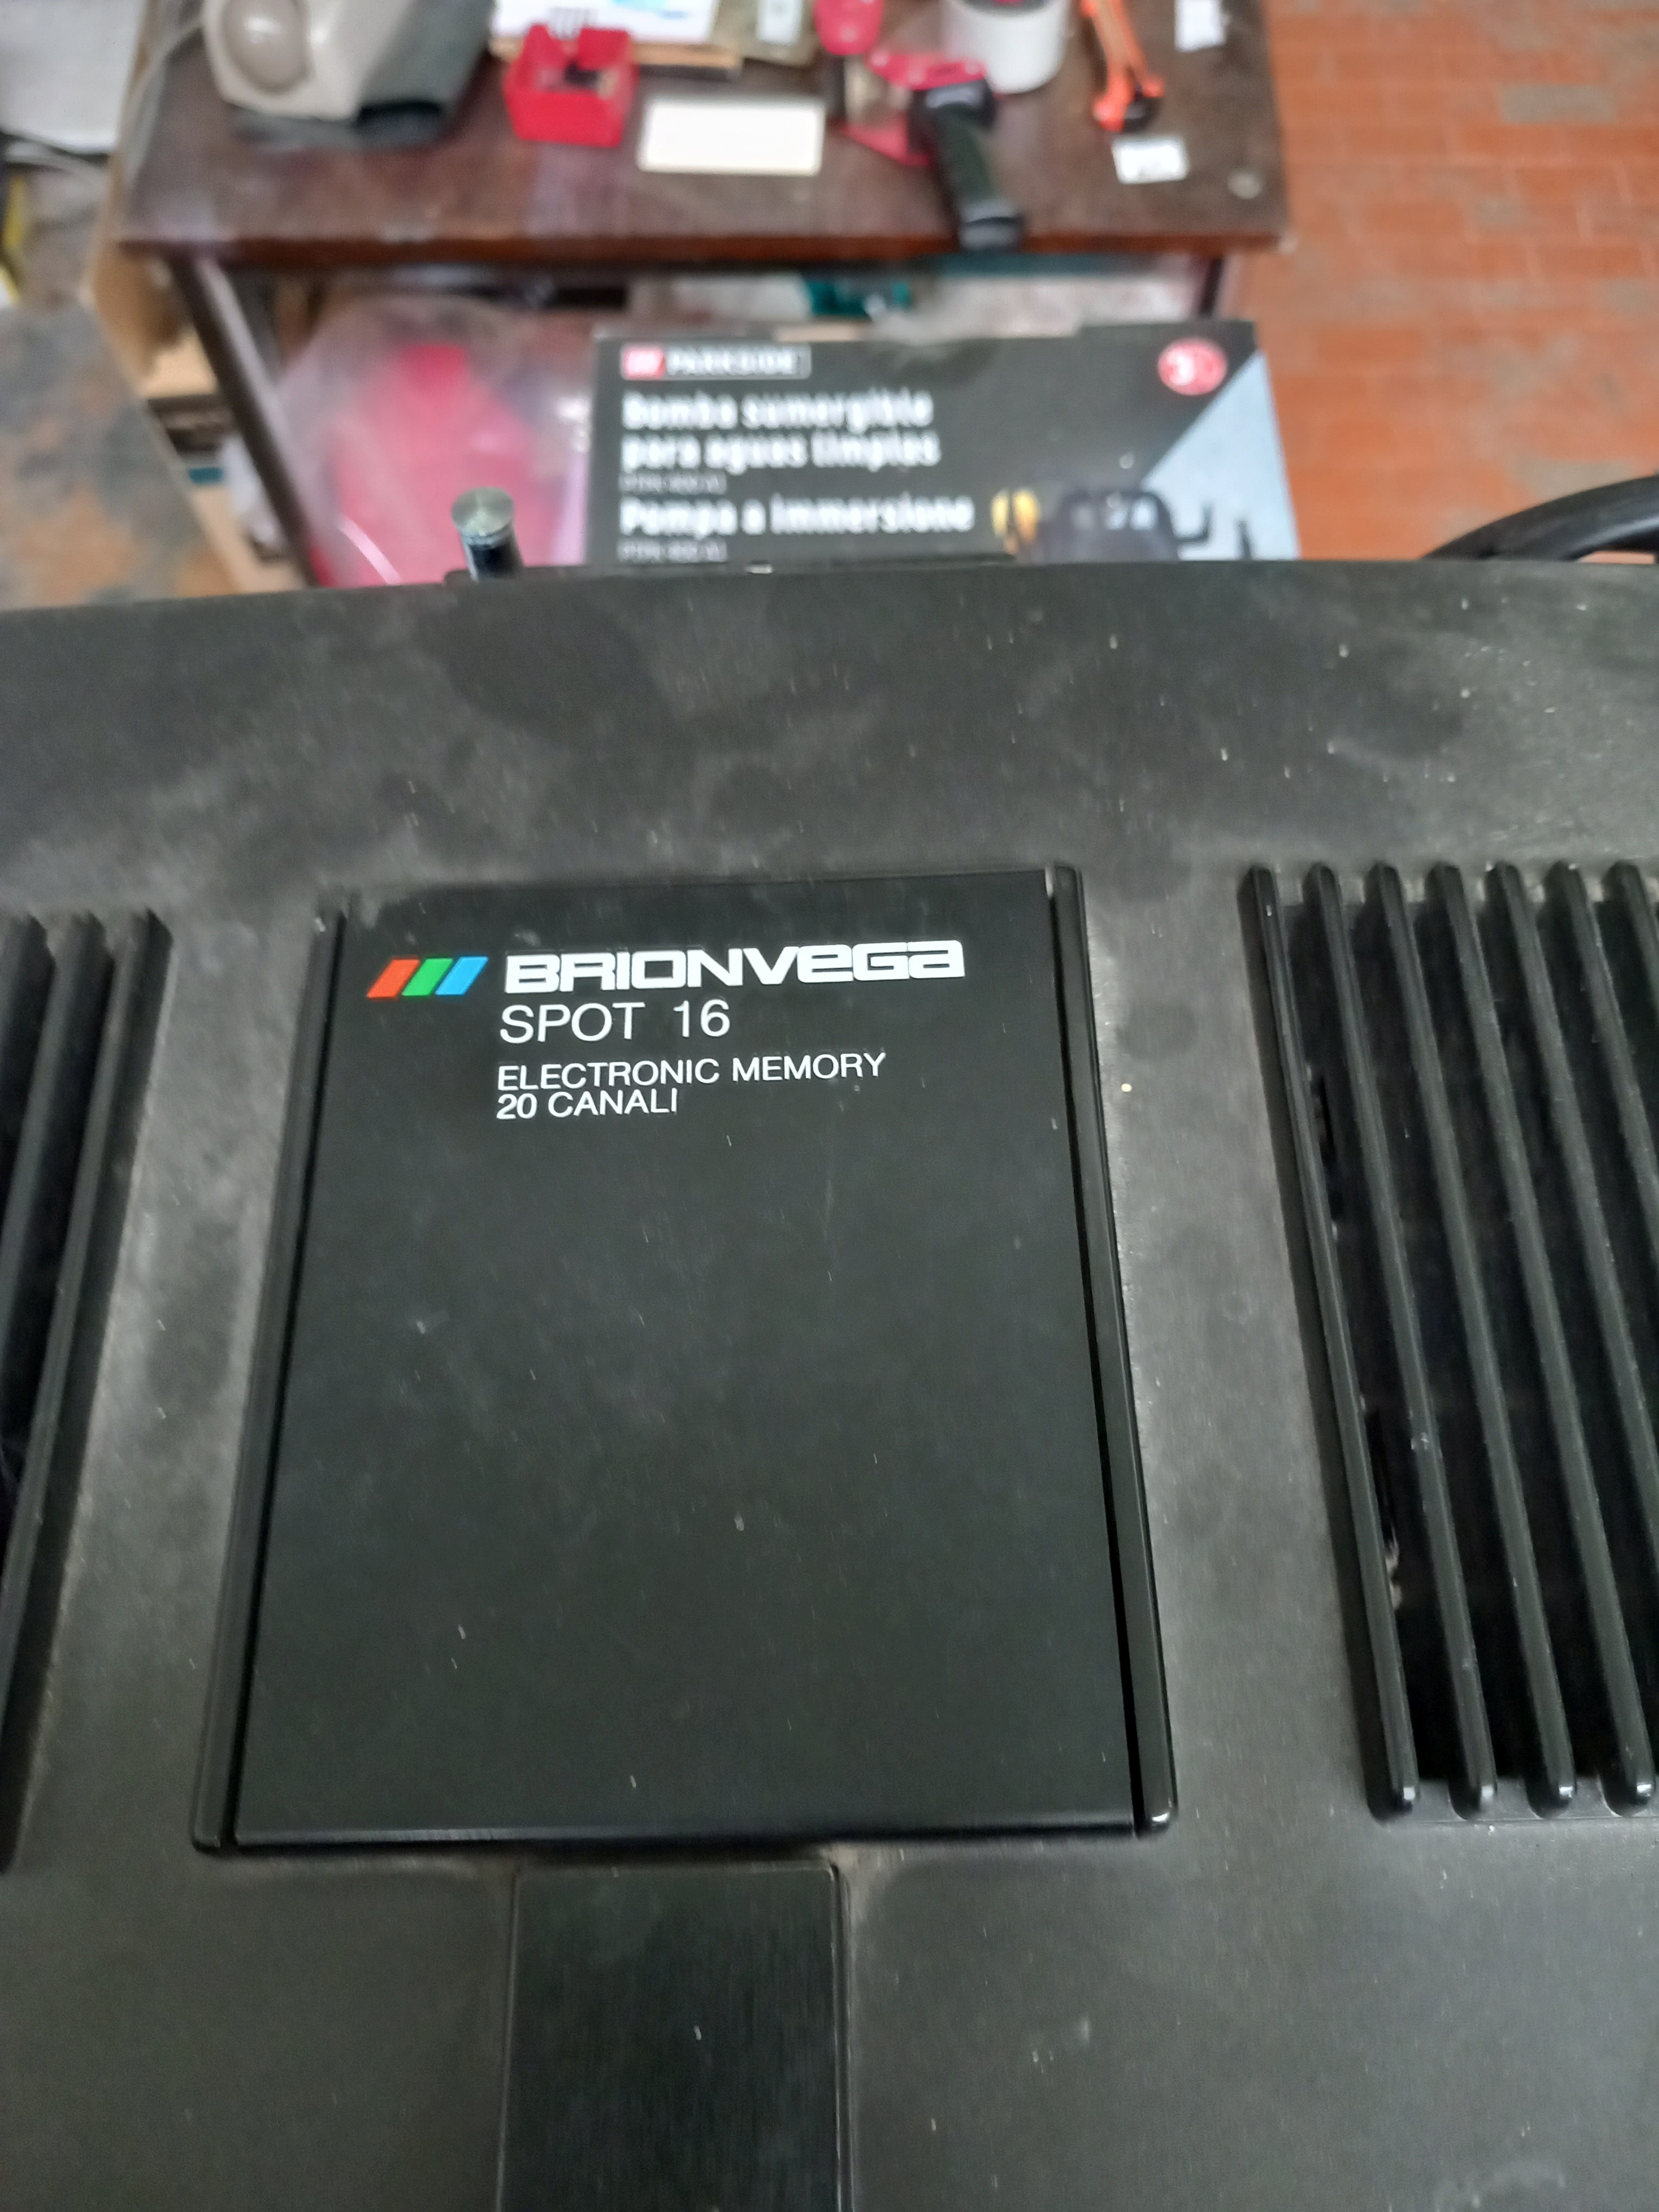 PARKSIDE
Bomba sumergible
para aguas limpias
Pompa a immersione
BRIONVEGA
SPOT 16
ELECTRONIC MEMORY
20 CANALI